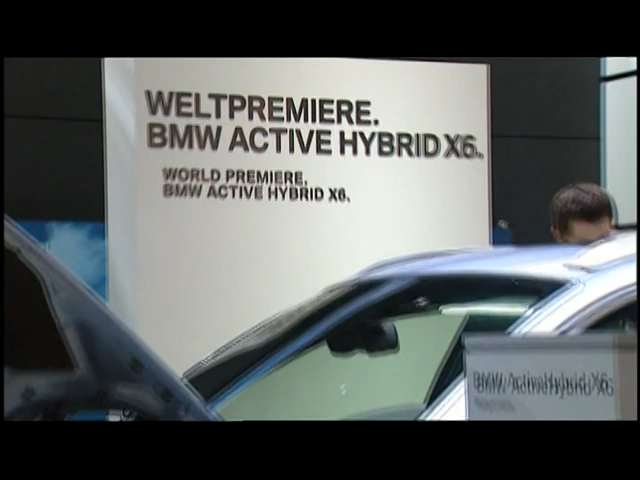 WELTPREMIERE.
BMW ACTIVE HYBRID X6.
WORLD PREMIERE.
BMW ACTIVE HYBRID X6.
BMW ActiveHybrid X6